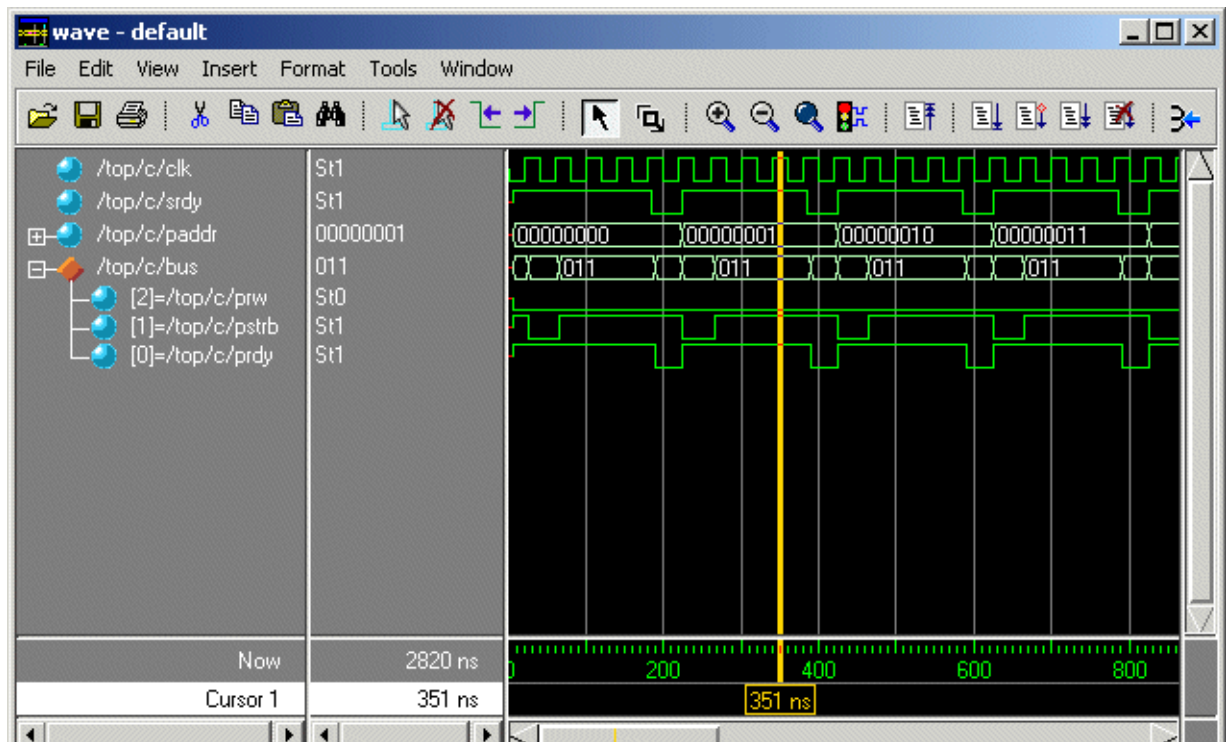 wave - default
File Edit View Insert Format Tools Window
/top/c/clk St1
/top/c/srdy St1
/top/c/paddr 00000001 00000000 00000001 00000010 00000011
/top/c/bus 011 011 011 011 011
[2]=/top/c/prw St0
[1]=/top/c/pstrb St1
[0]=/top/c/prdy St1
Now 2820 ns 200 400 600 800
Cursor 1 351 ns 351 ns